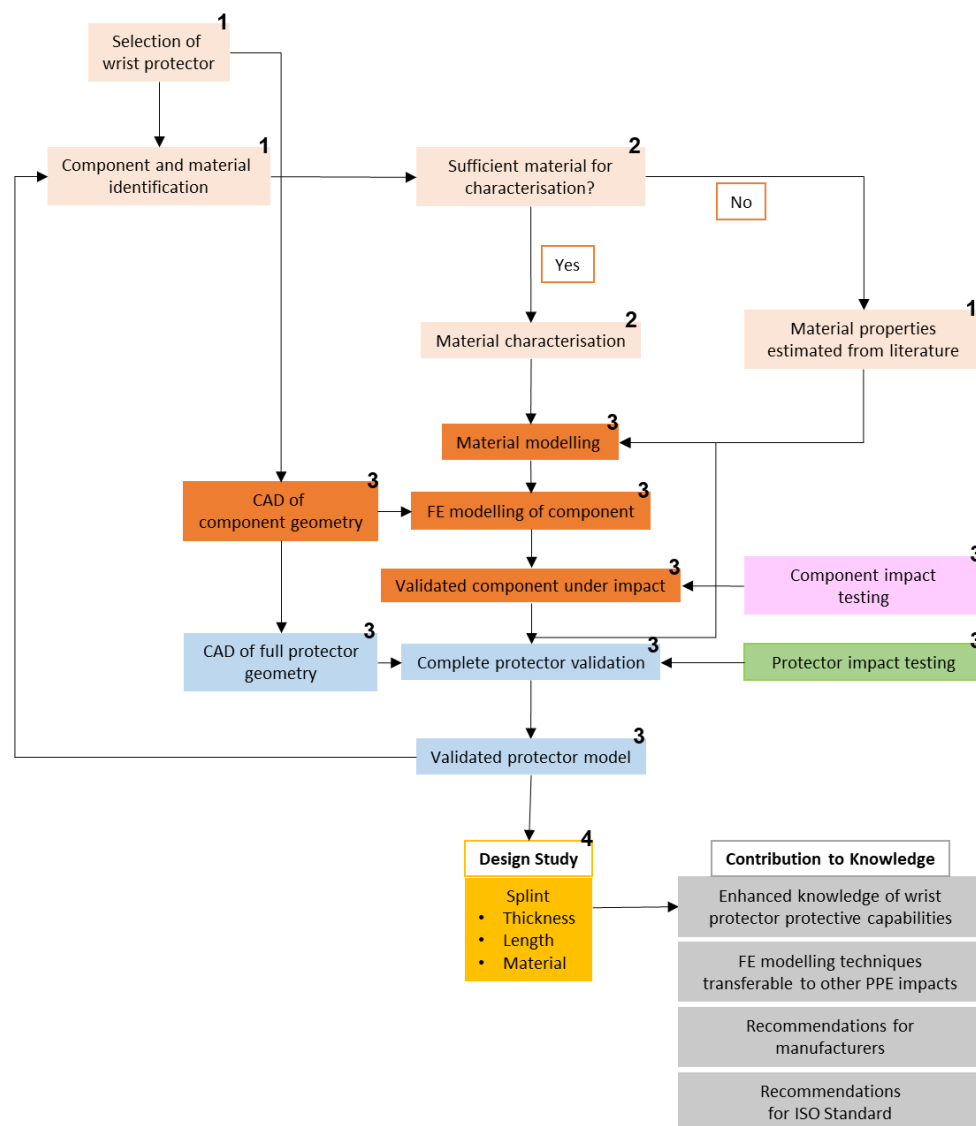 1
Selection of
wrist protector
1
Component and material
identification
2
Sufficient material for
characterisation?
No
Yes
2
Material characterisation
1
Material properties
estimated from literature
3
Material modelling
3
CAD of
component geometry
3
FE modelling of component
3
Validated component under impact
3
Component impact
testing
3
CAD of full protector
geometry
3
Complete protector validation
3
Protector impact testing
3
Validated protector model
4
Design Study
Splint
• Thickness
• Length
• Material
Contribution to Knowledge
Enhanced knowledge of wrist
protector protective capabilities
FE modelling techniques
transferable to other PPE impacts
Recommendations for
manufacturers
Recommendations
for ISO Standard